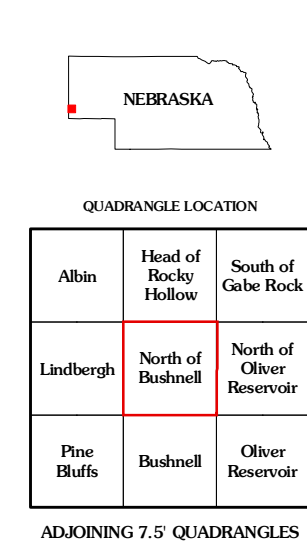 NEBRASKA
QUADRANGLE LOCATION
Albin
Head of
Rocky
Hollow
South of
Gabe Rock
Lindbergh
North of
Bushnell
North of
Oliver
Reservoir
Pine
Bluffs
Bushnell
Oliver
Reservoir
ADJOINING 7.5' QUADRANGLES